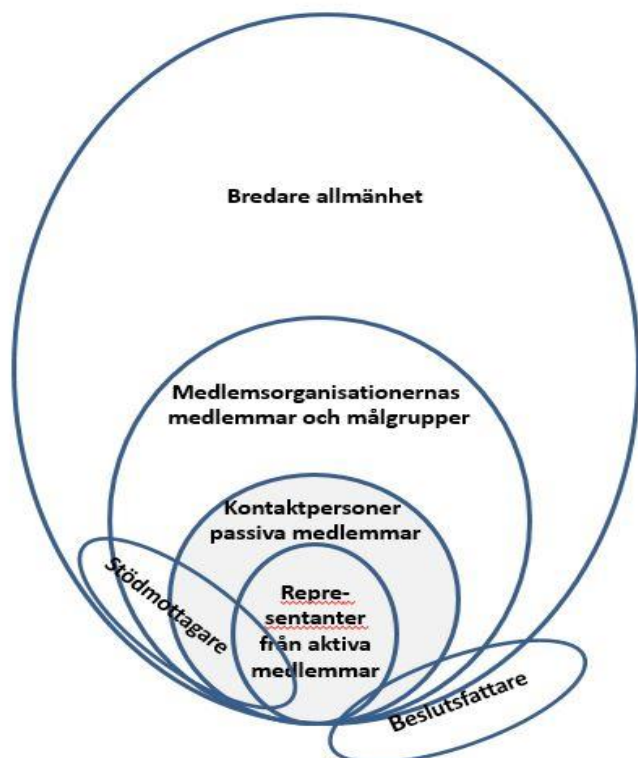 Bredare allmänhet
Medlemsorganisationernas
medlemmar och målgrupper
Kontaktpersoner
passiva medlemmar
Stödmottagare
Repre-
sentanter
från aktiva
medlemmar
Beslutsfattare